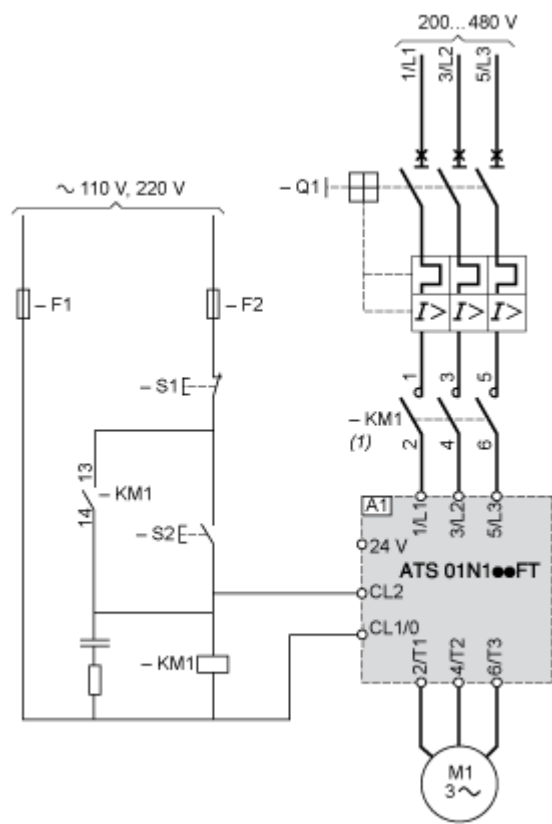 200... 480 V
1/L1
3/L2
5/L3
– Q1
~ 110 V, 220 V
– F1
– F2
I>
I>
I>
– S1
1
3
5
– KM1
(1)
2
4
6
13
14
– KM1
– S2
A1
1/L1
3/L2
5/L3
24 V
ATS 01N1●●FT
CL2
CL1/0
– KM1
2/T1
4/T2
6/T3
M1
3~